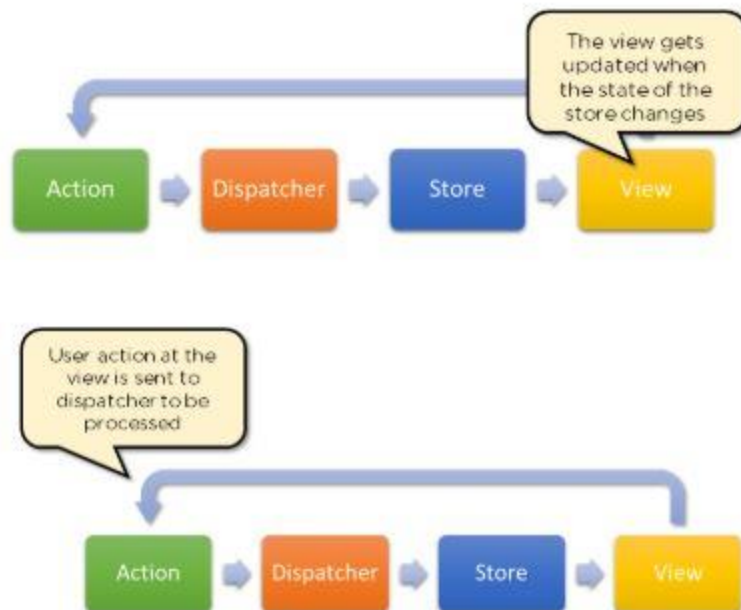 The view gets
updated when
the state of the
store changes
Action
Dispatcher
Store
View
User action at the
view is sent to
dispatcher to be
processed
Action
Dispatcher
Store
View